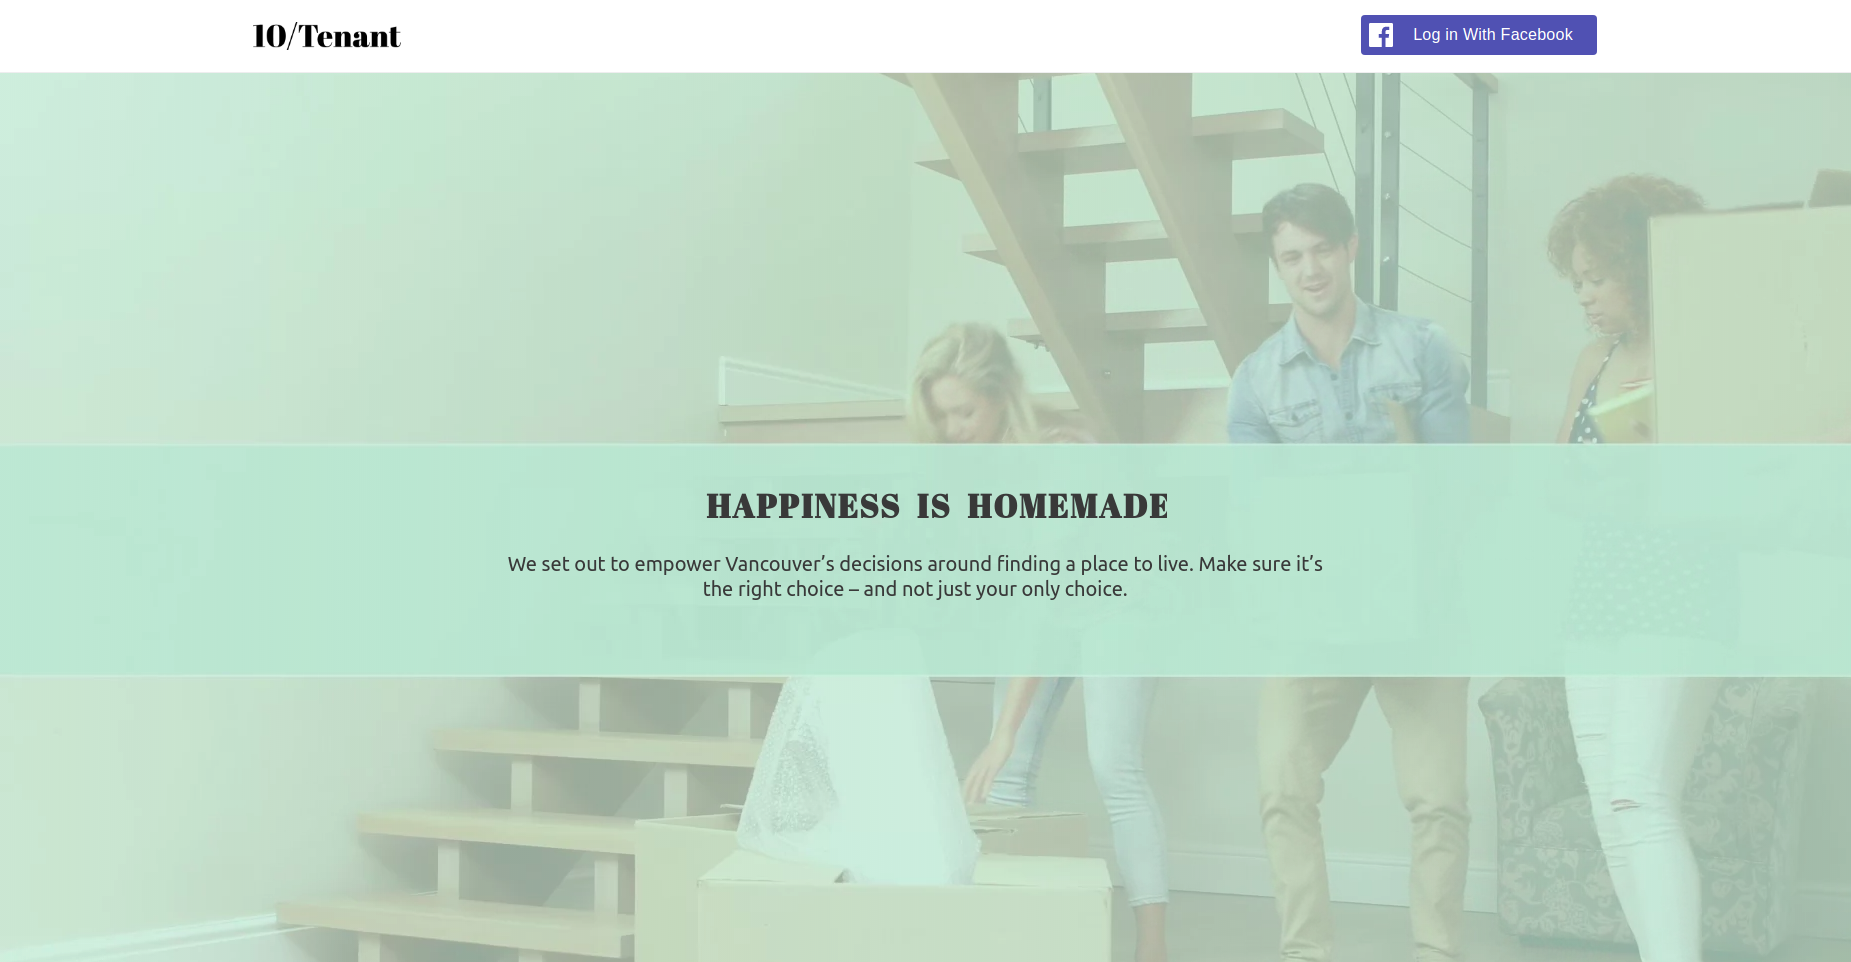 10/Tenant
Log in With Facebook
HAPPINESS IS HOMEMADE
We set out to empower Vancouver’s decisions around finding a place to live. Make sure it’s
the right choice – and not just your only choice.